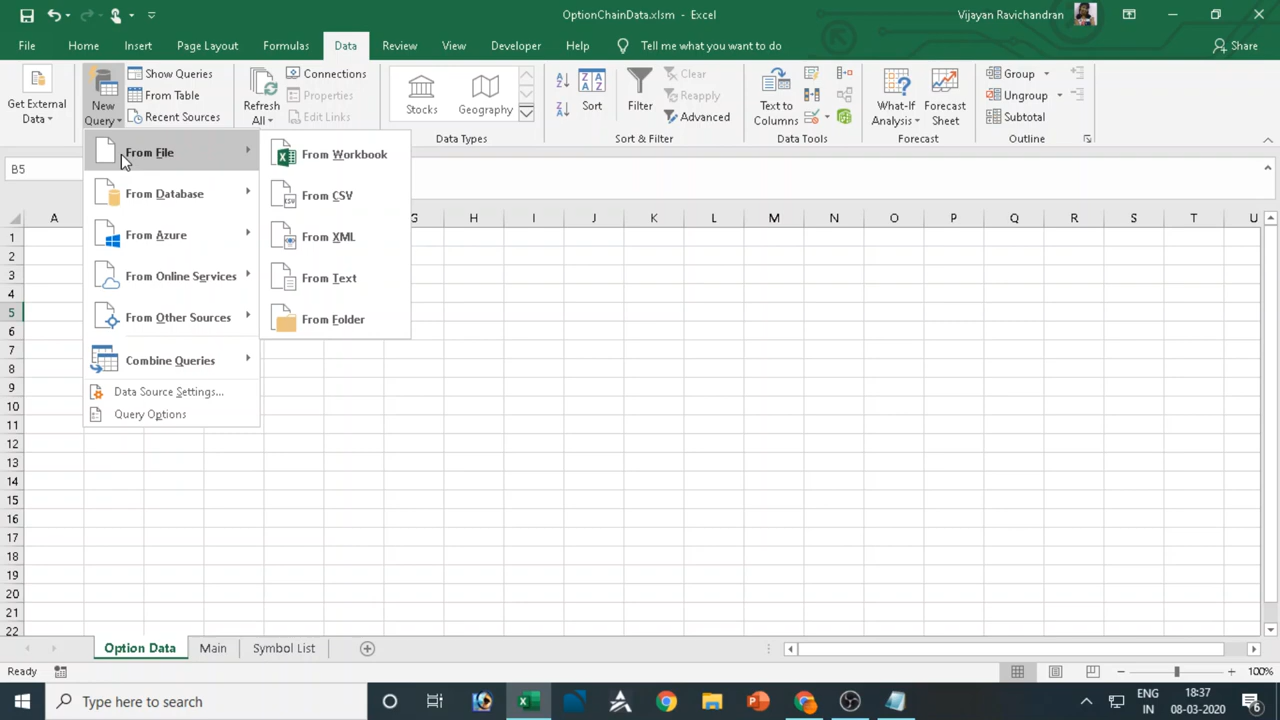 OptionChainData.xlsm - Excel
Vijayan Ravichandran
File Home Insert Page Layout Formulas Data Review View Developer Help Tell me what you want to do Share
Get External Data
New Query
Show Queries
From Table
Recent Sources
Refresh All
Connections
Properties
Edit Links
Stocks
Geography
Data Types
Sort
Filter
Clear
Reapply
Advanced
Sort & Filter
Text to Columns
Data Tools
What-If Analysis
Forecast Sheet
Forecast
Group
Ungroup
Subtotal
Outline
B5
From File
From Database
From Azure
From Online Services
From Other Sources
Combine Queries
Data Source Settings...
Query Options
From Workbook
From CSV
CSV
From XML
From Text
From Folder
A G H I J K L M N O P Q R S T U
1
2
3
4
5
6
7
8
9
10
11
12
13
14
15
16
17
18
19
20
21
22
Option Data Main Symbol List
Ready
100%
Type here to search
ENG
IN
18:37
08-03-2020
6